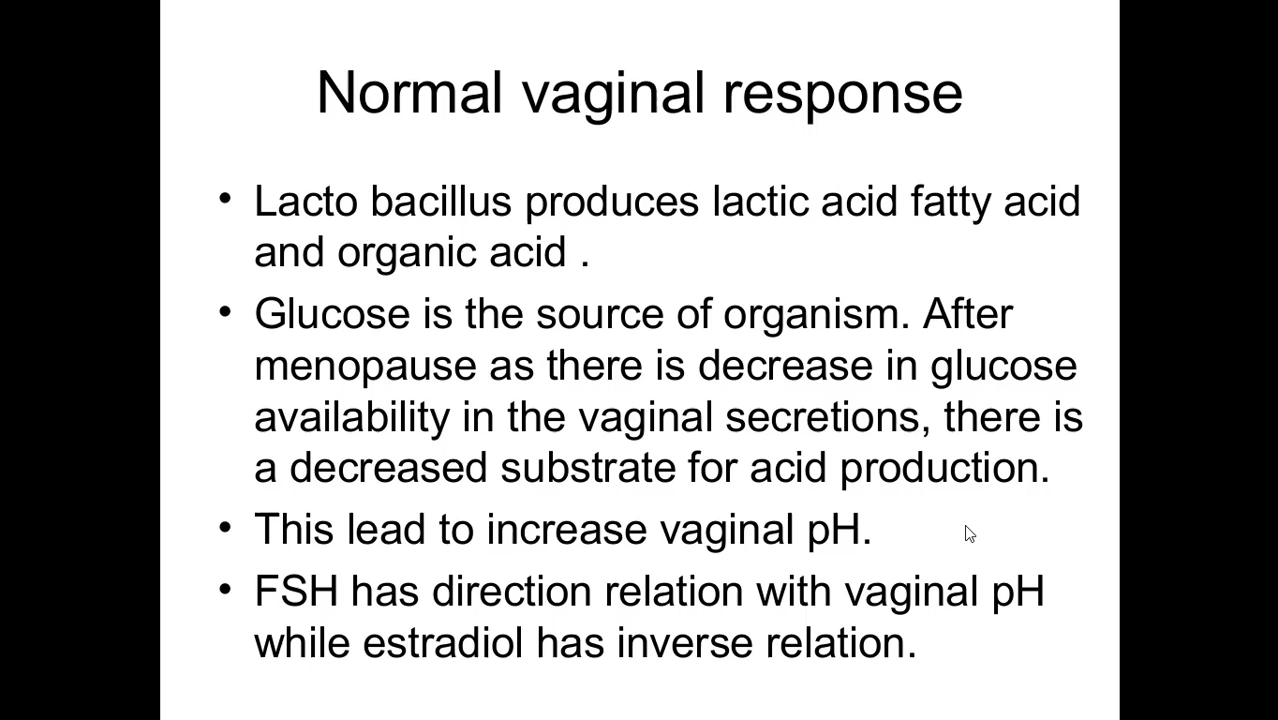 Normal vaginal response
• Lacto bacillus produces lactic acid fatty acid
and organic acid .
• Glucose is the source of organism. After
menopause as there is decrease in glucose
availability in the vaginal secretions, there is
a decreased substrate for acid production.
• This lead to increase vaginal pH.
• FSH has direction relation with vaginal pH
while estradiol has inverse relation.